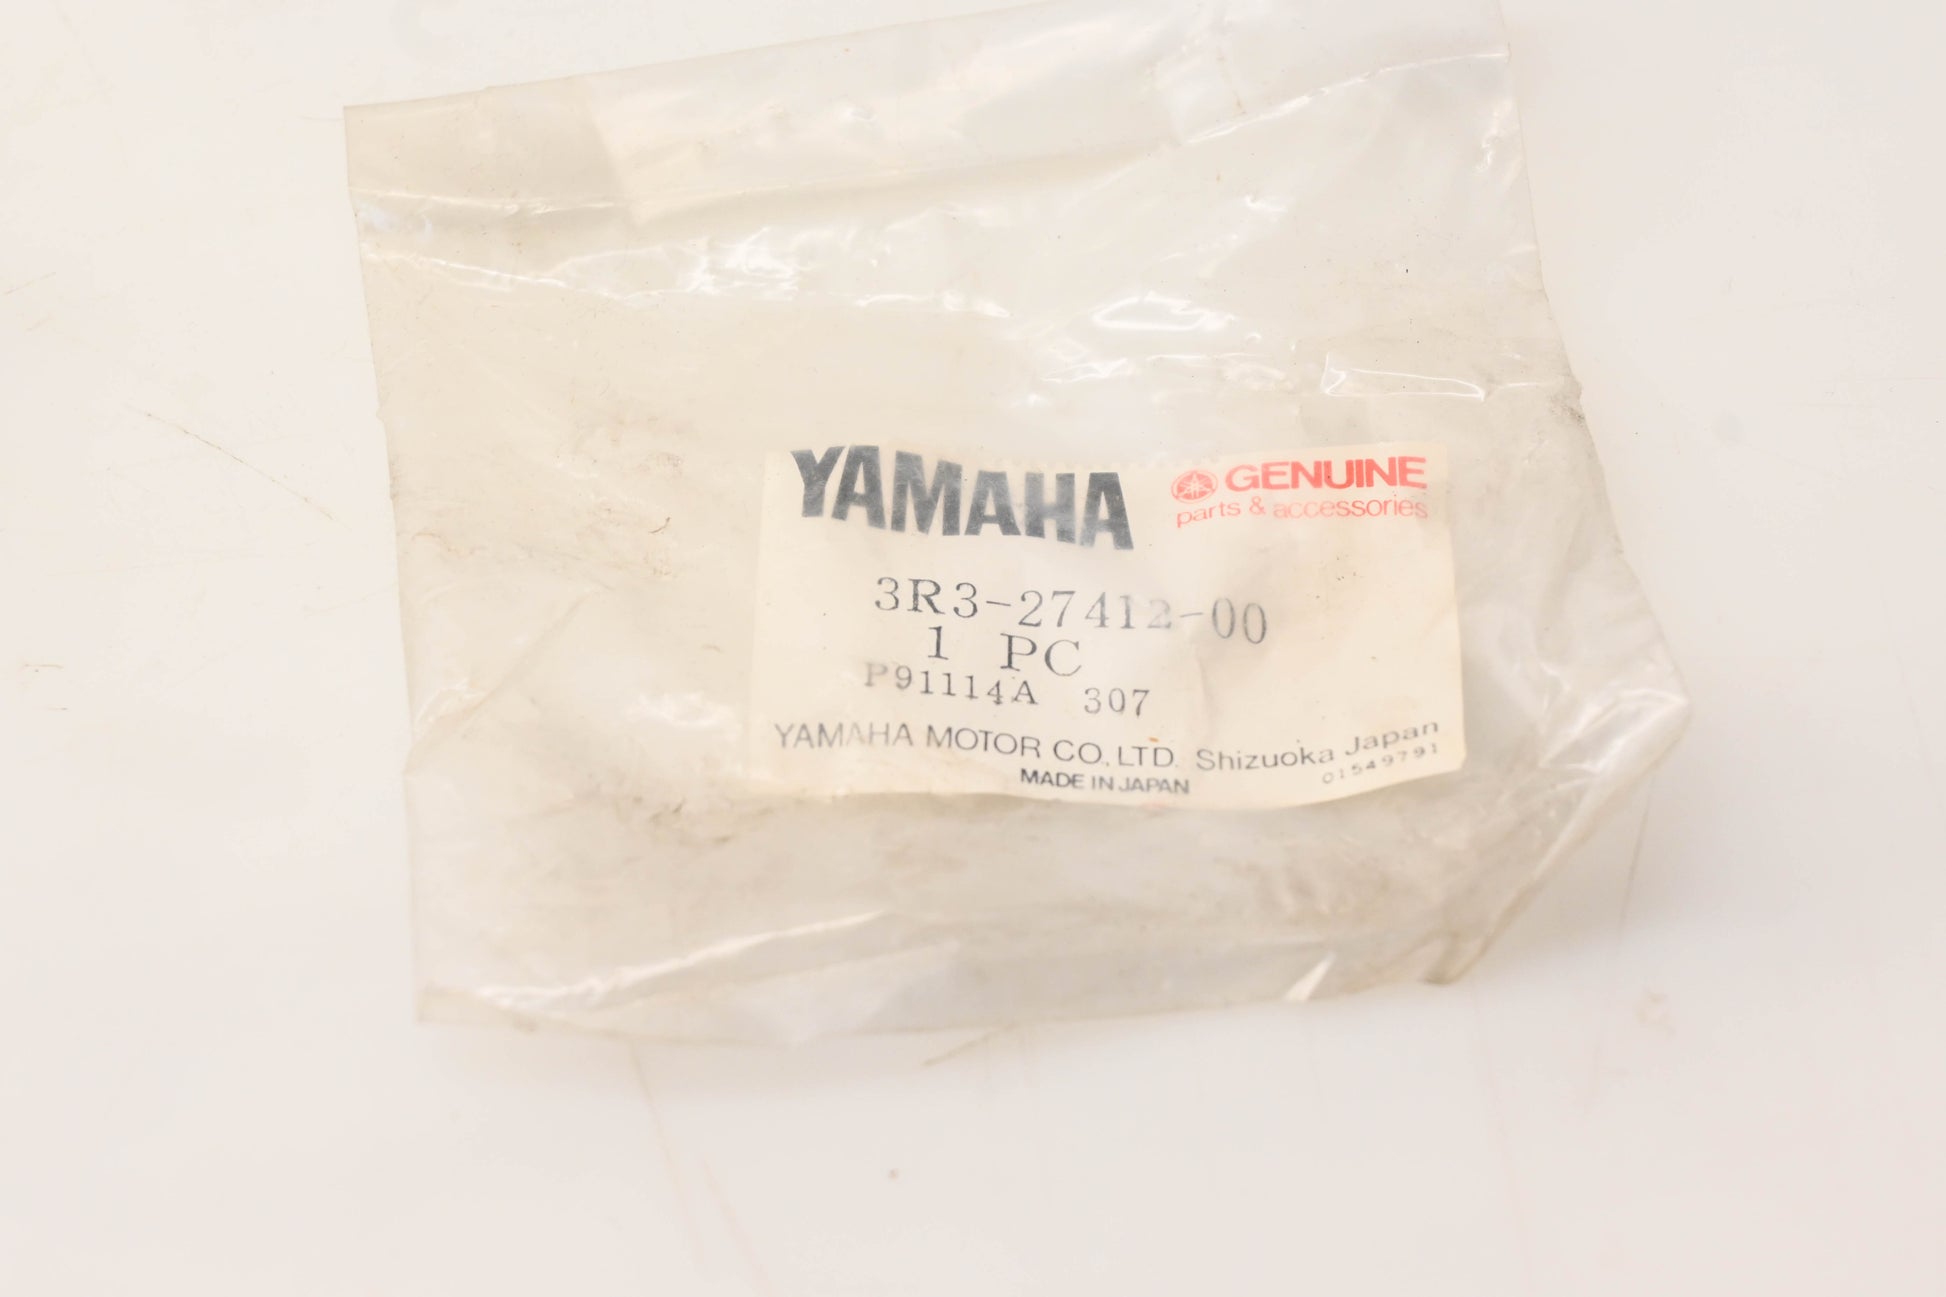 YAMAHA
GENUINE
parts & accessories
3R3-27412-00
1 PC
P91114A 307
YAMAHA MOTOR CO., LTD. Shizuoka Japan
01549791
MADE IN JAPAN